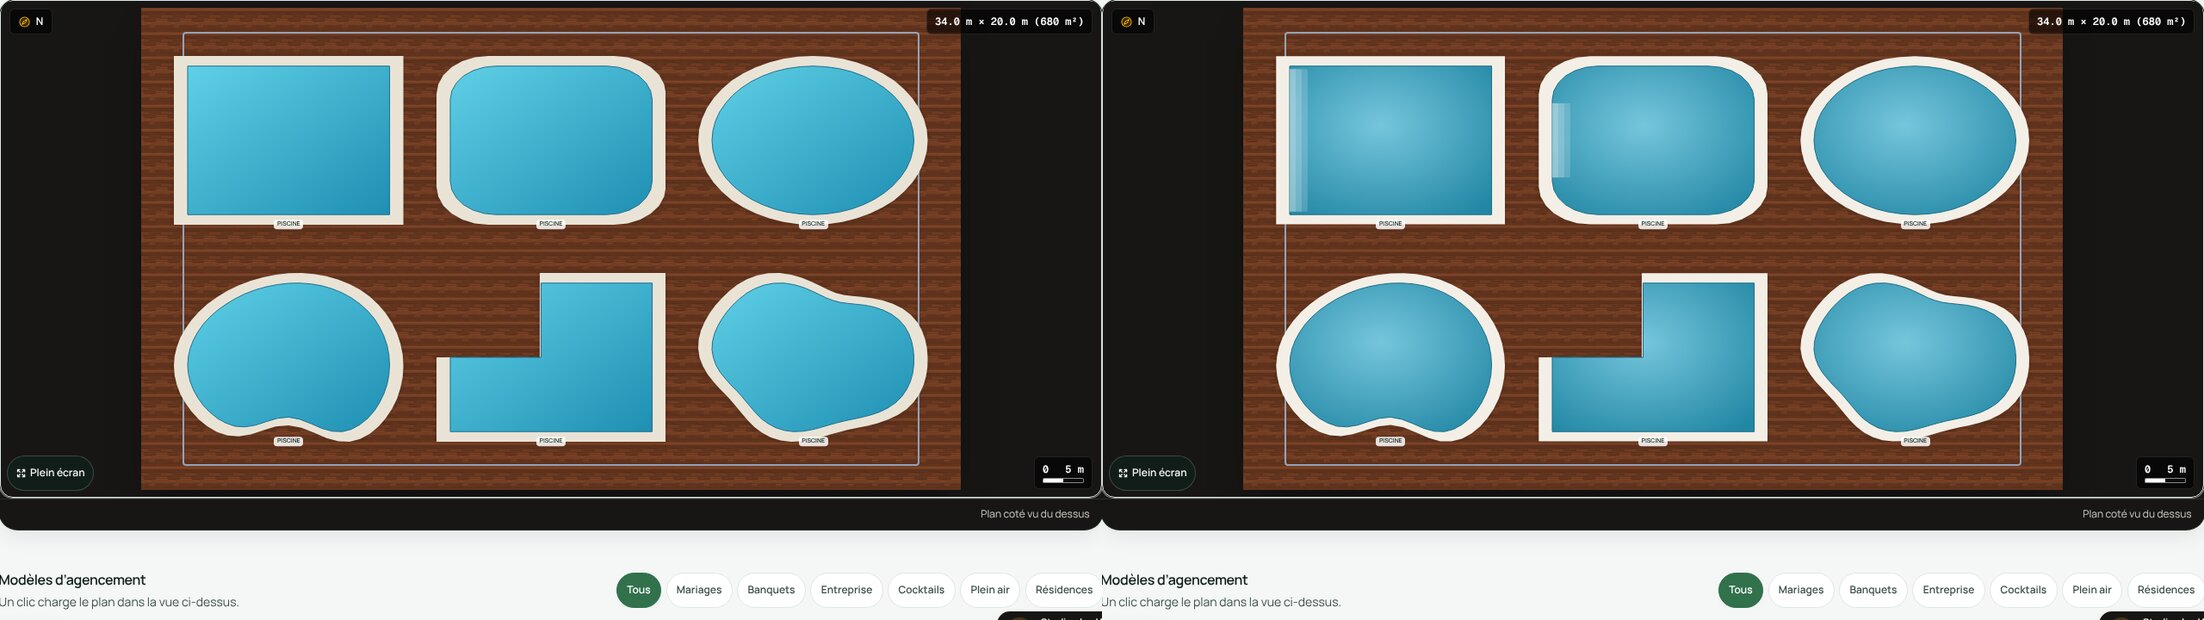 N
34.0 m × 20.0 m (680 m²)
PISCINE
PISCINE
PISCINE
PISCINE
PISCINE
PISCINE
Plein écran
0 5 m
Plan coté vu du dessus
Modèles d'agencement
Un clic charge le plan dans la vue ci-dessus.
Tous
Mariages
Banquets
Entreprise
Cocktails
Plein air
Résidences
N
34.0 m × 20.0 m (680 m²)
PISCINE
PISCINE
PISCINE
PISCINE
PISCINE
PISCINE
Plein écran
0 5 m
Plan coté vu du dessus
Modèles d'agencement
Un clic charge le plan dans la vue ci-dessus.
Tous
Mariages
Banquets
Entreprise
Cocktails
Plein air
Résidences